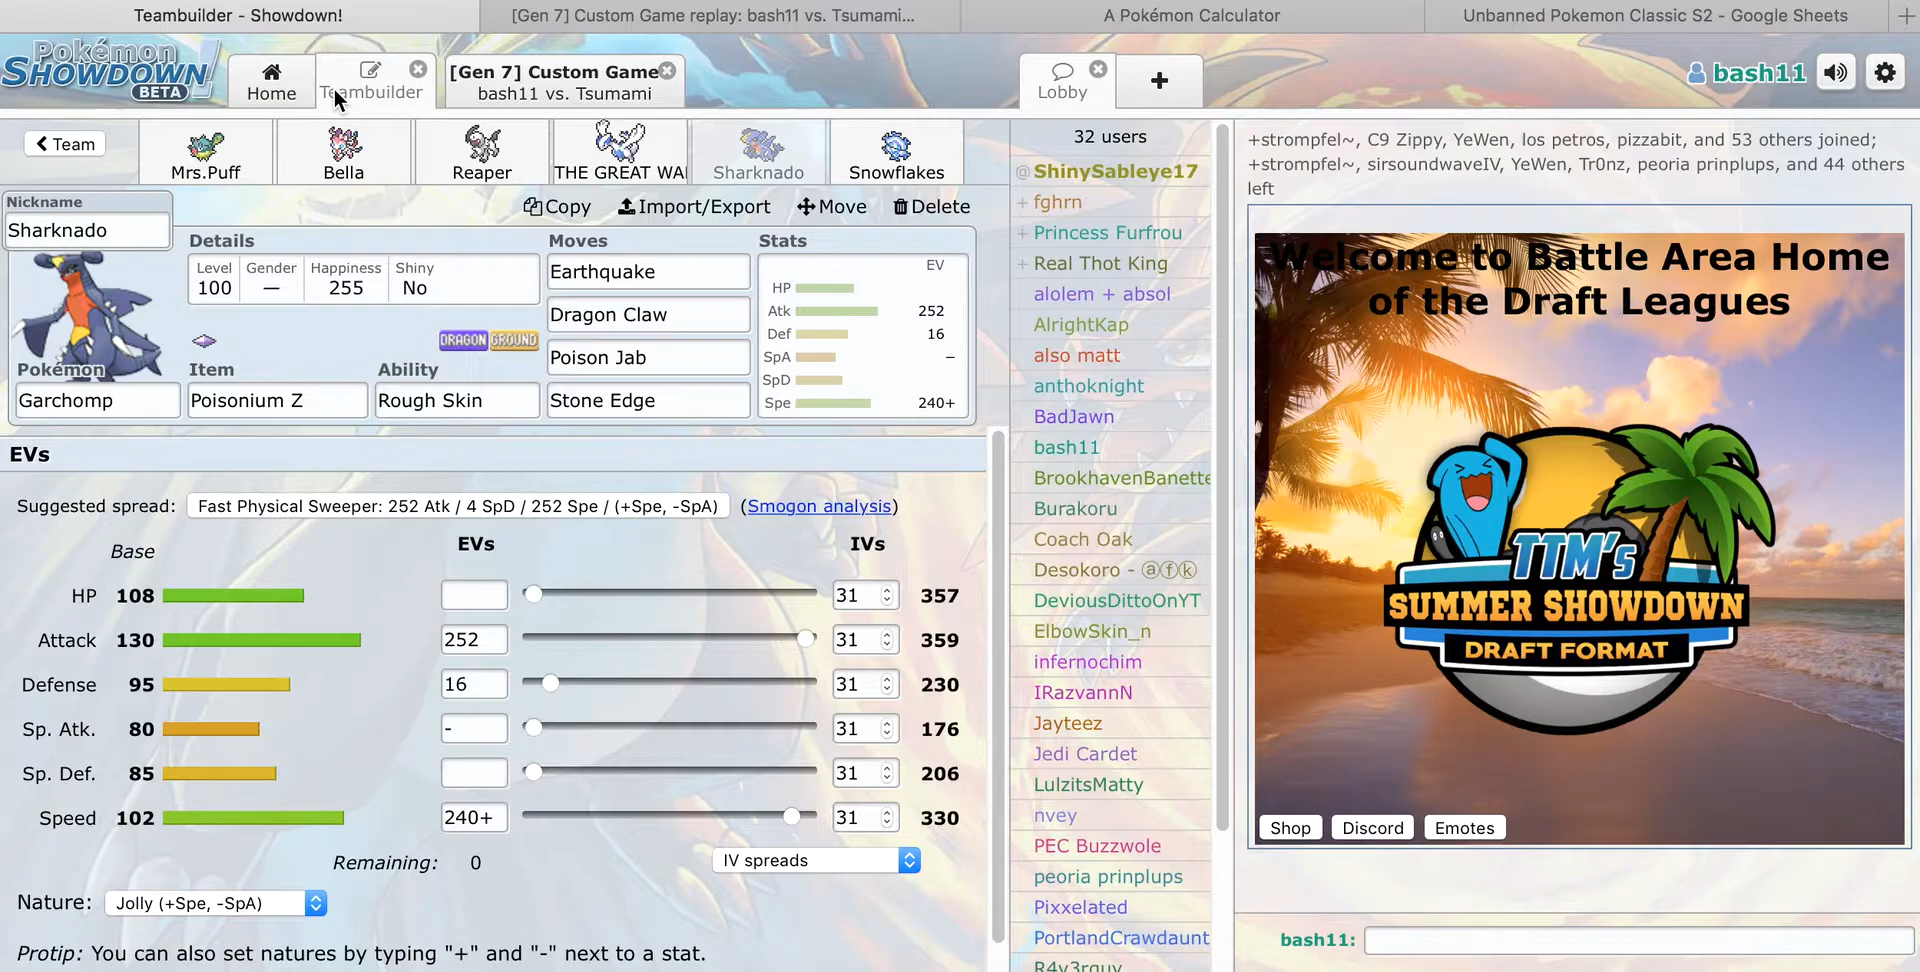 Teambuilder - Showdown!
[Gen 7] Custom Game replay: bash11 vs. Tsumami...
A Pokémon Calculator
Unbanned Pokemon Classic S2 - Google Sheets
Pokémon
SHOWDOWN!
BETA
Home
Teambuilder
[Gen 7] Custom Game
bash11 vs. Tsumami
Lobby
bash11
Team
Mrs.Puff
Bella
Reaper
THE GREAT WA
Sharknado
Snowflakes
Nickname
Sharknado
Copy
Import/Export
Move
Delete
Details
Level
100
Gender
—
Happiness
255
Shiny
No
DRAGON
GROUND
Pokémon
Garchomp
Item
Poisonium Z
Ability
Rough Skin
Moves
Earthquake
Dragon Claw
Poison Jab
Stone Edge
Stats
EV
HP
Atk 252
Def 16
SpA –
SpD
Spe 240+
EVs
Suggested spread: Fast Physical Sweeper: 252 Atk / 4 SpD / 252 Spe / (+Spe, -SpA) (Smogon analysis)
Base EVs IVs
HP 108 31 357
Attack 130 252 31 359
Defense 95 16 31 230
Sp. Atk. 80 - 31 176
Sp. Def. 85 31 206
Speed 102 240+ 31 330
Remaining: 0
IV spreads
Nature: Jolly (+Spe, -SpA)
Protip: You can also set natures by typing "+" and "-" next to a stat.
32 users
@ShinySableye17
+fghrn
+Princess Furfrou
+Real Thot King
alolem + absol
AlrightKap
also matt
anthoknight
BadJawn
bash11
BrookhavenBanette
Burakoru
Coach Oak
Desokoro - ⓐⓕⓚ
DeviousDittoOnYT
ElbowSkin_n
infernochim
IRazvannN
Jayteez
Jedi Cardet
LulzitsMatty
nvey
PEC Buzzwole
peoria prinplups
Pixxelated
PortlandCrawdaunt
R4y3rguy
+strompfel~, C9 Zippy, YeWen, los petros, pizzabit, and 53 others joined;
+strompfel~, sirsoundwaveIV, YeWen, Tr0nz, peoria prinplups, and 44 others
left
Welcome to Battle Area Home
of the Draft Leagues
TTM's
SUMMER SHOWDOWN
DRAFT FORMAT
Shop
Discord
Emotes
bash11: